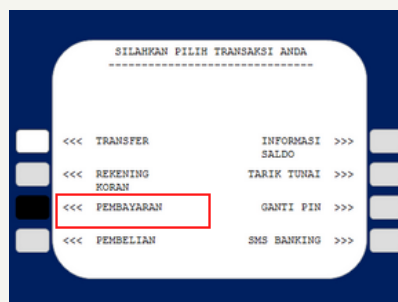 SILAHKAN PILIH TRANSAKSI ANDA
------------------------------
<<< TRANSFER INFORMASI >>>
SALDO
<<< REKENING TARIK TUNAI >>>
KORAN
<<< PEMBAYARAN GANTI PIN >>>
<<< PEMBELIAN SMS BANKING >>>